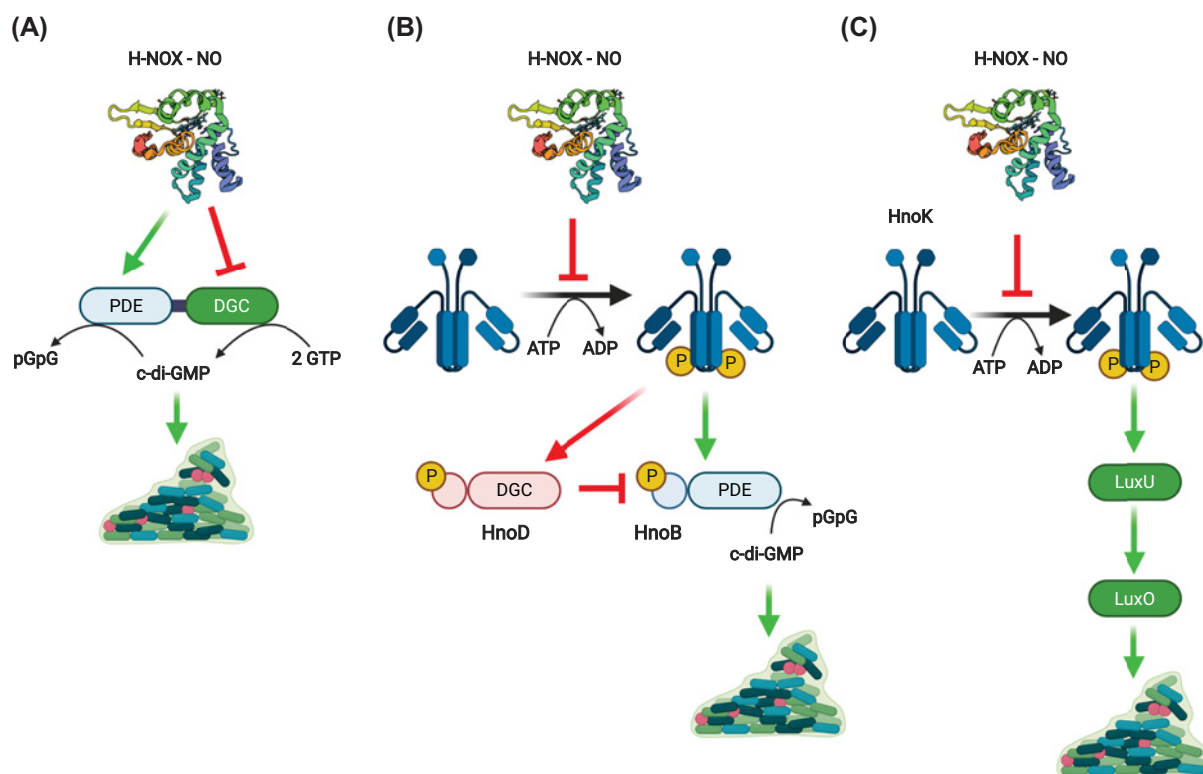 (A)
H-NOX - NO
PDE
DGC
pGpG
c-di-GMP
2 GTP
(B)
H-NOX - NO
ATP
ADP
P
P
P
DGC
HnoD
P
PDE
HnoB
pGpG
c-di-GMP
(C)
H-NOX - NO
HnoK
ATP
ADP
P
P
LuxU
LuxO